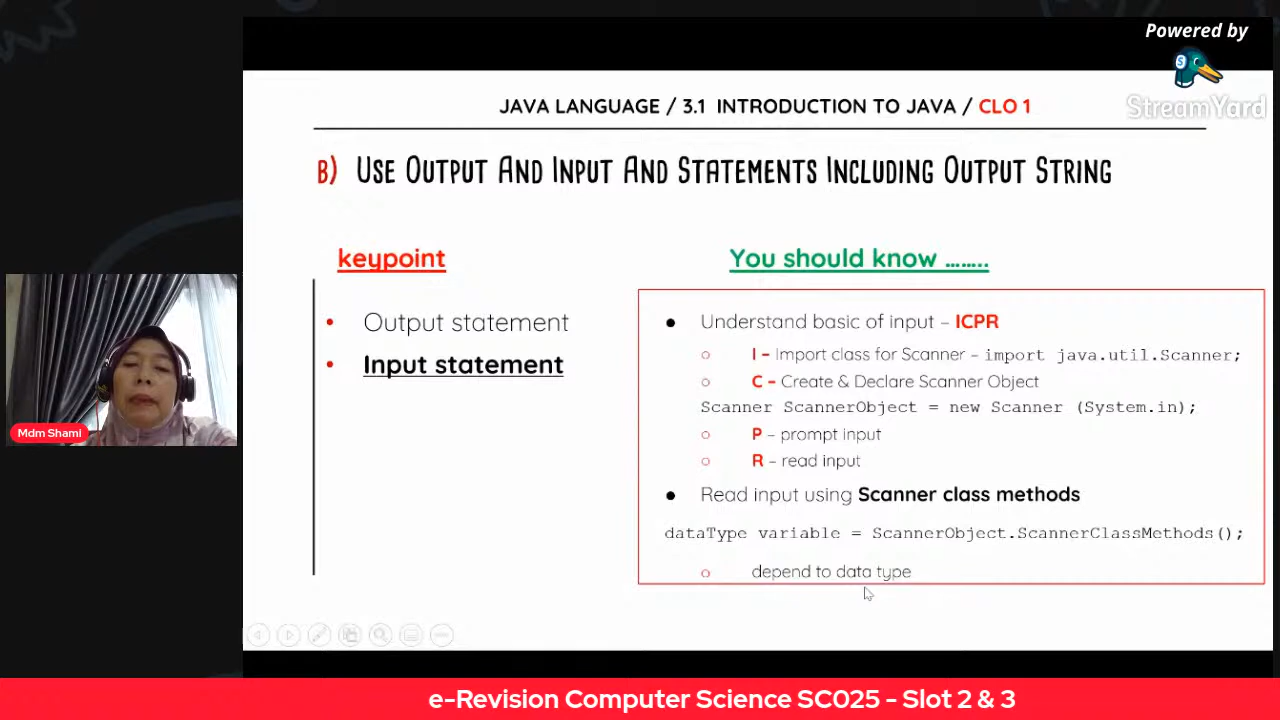 Powered by
StreamYard
JAVA LANGUAGE / 3.1 INTRODUCTION TO JAVA / CLO 1
B) USE OUTPUT AND INPUT AND STATEMENTS INCLUDING OUTPUT STRING
keypoint
• Output statement
• Input statement
You should know ........
● Understand basic of input – ICPR
○ I – Import class for Scanner – import java.util.Scanner;
○ C – Create & Declare Scanner Object
Scanner ScannerObject = new Scanner (System.in);
○ P – prompt input
○ R – read input
● Read input using Scanner class methods
dataType variable = ScannerObject.ScannerClassMethods();
○ depend to data type
Mdm Shami
e-Revision Computer Science SC025 - Slot 2 & 3